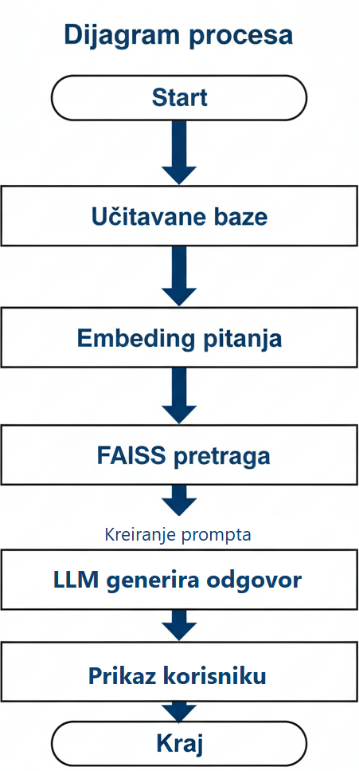 Dijagram procesa
Start
Učitavane baze
Embeding pitanja
FAISS pretraga
Kreiranje prompta
LLM generira odgovor
Prikaz korisniku
Kraj